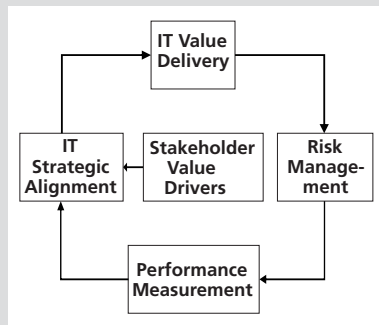 IT Value
Delivery
IT
Strategic
Alignment
Stakeholder
Value
Drivers
Risk
Manage-
ment
Performance
Measurement